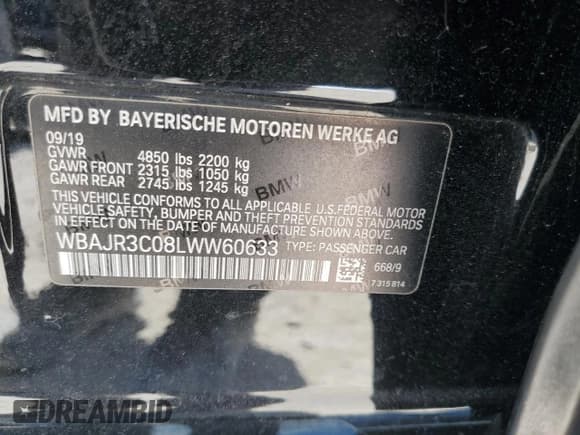 MFD BY BAYERISCHE MOTOREN WERKE AG
09/19
GVWR 4850 lbs 2200 kg
GAWR FRONT 2315 lbs 1050 kg
GAWR REAR 2745 lbs 1245 kg
THIS VEHICLE CONFORMS TO ALL APPLICABLE U.S. FEDERAL MOTOR
VEHICLE SAFETY, BUMPER AND THEFT PREVENTION STANDARDS
IN EFFECT ON THE DATE OF MANUFACTURE SHOWN ABOVE.
WBAJR3C08LWW60633 TYPE: PASSENGER CAR
668/9
7 315 814
BMW
BMW
BMW
DREAMBID